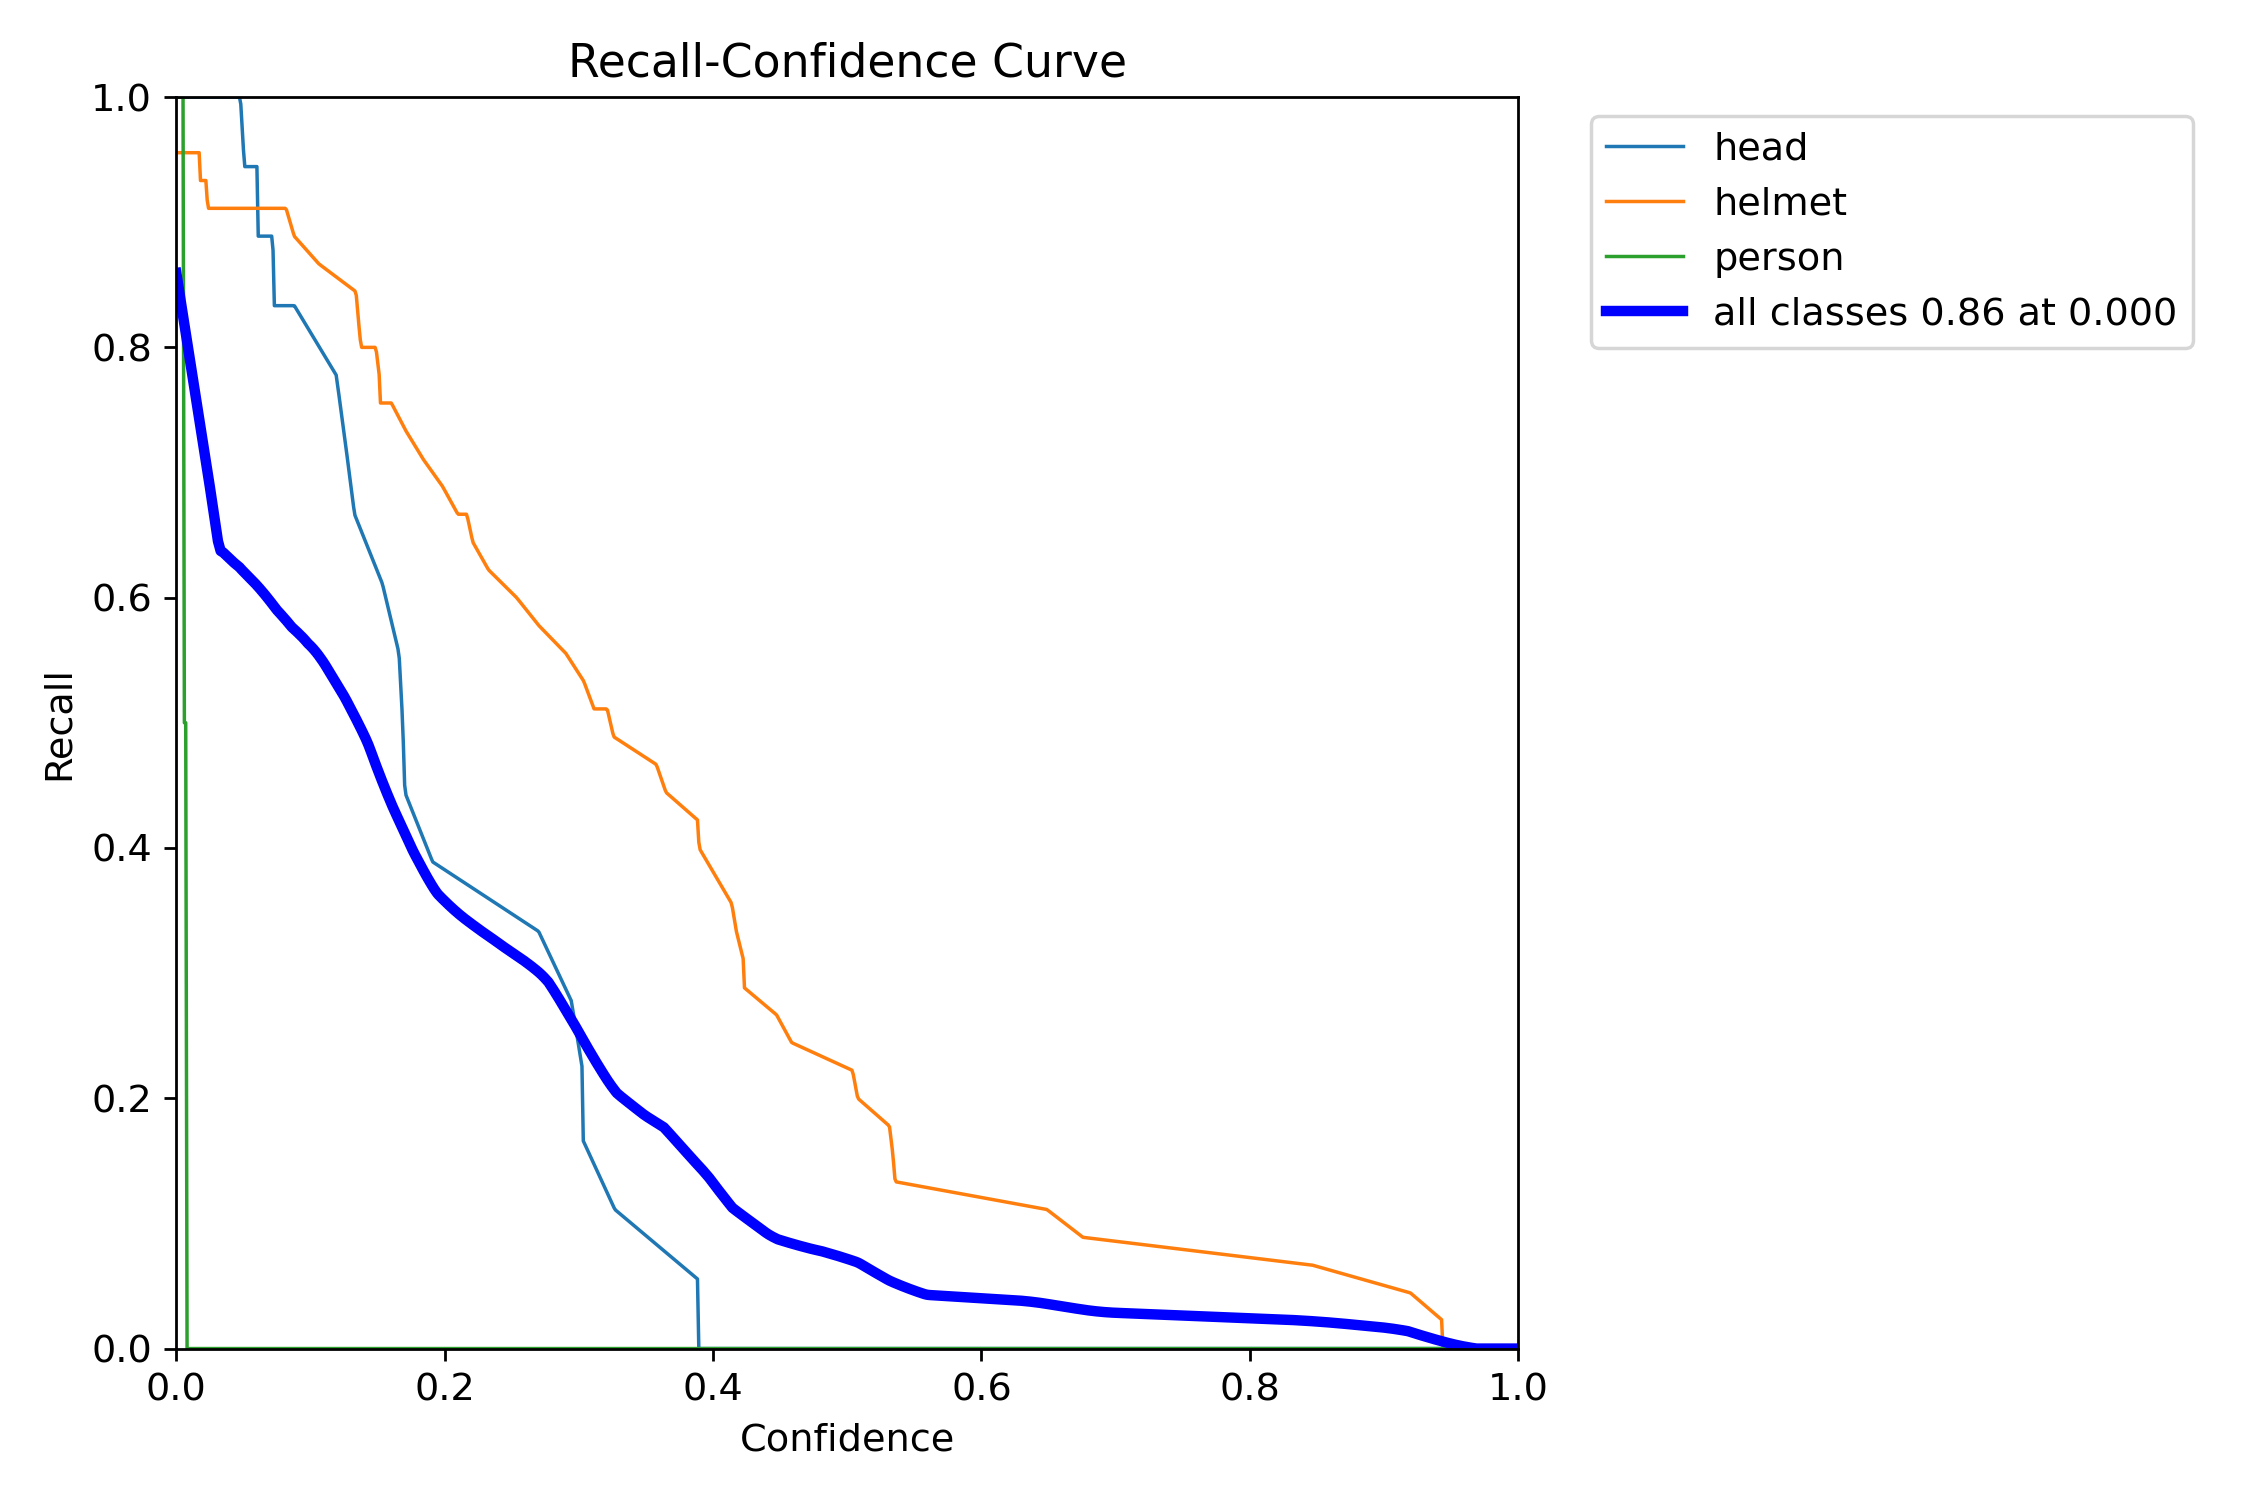 Recall-Confidence Curve
1.0
0.8
0.6
0.4
0.2
0.0
Recall
0.0 0.2 0.4 0.6 0.8 1.0
Confidence
head
helmet
person
all classes 0.86 at 0.000